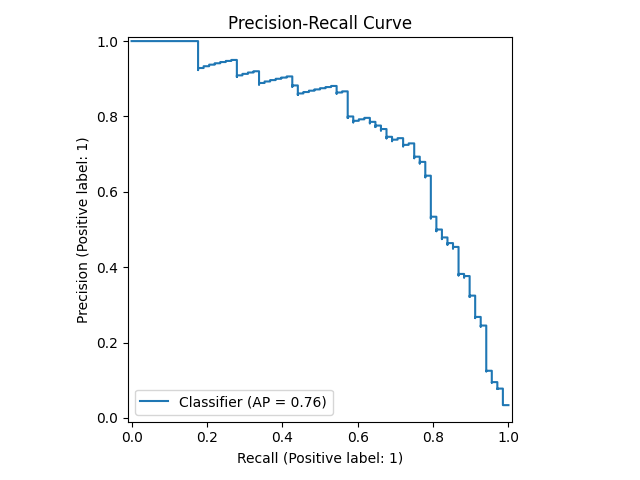 Precision-Recall Curve
1.0
0.8
0.6
0.4
0.2
0.0
Precision (Positive label: 1)
Classifier (AP = 0.76)
0.0 0.2 0.4 0.6 0.8 1.0
Recall (Positive label: 1)